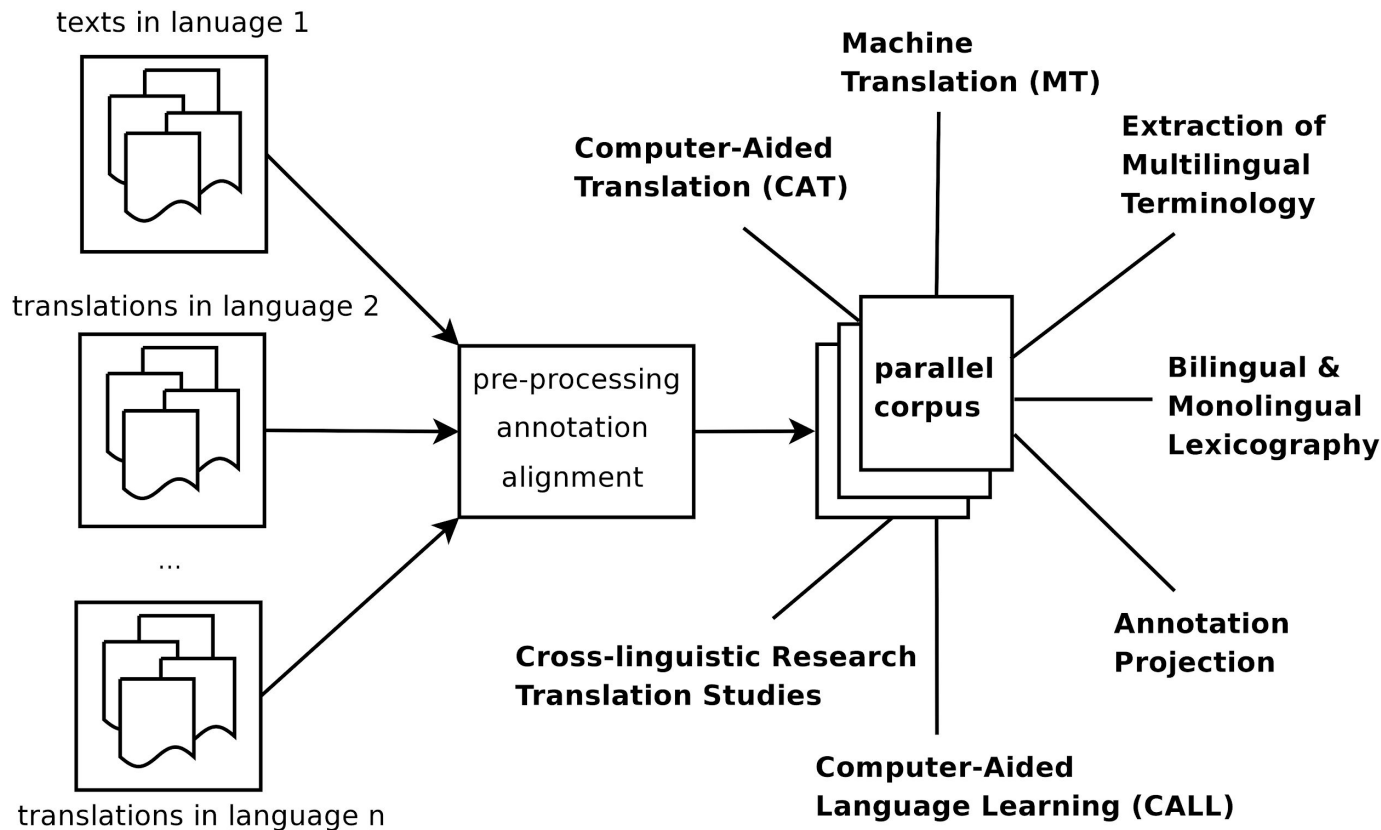 texts in lanuage 1
translations in language 2
...
translations in language n
pre-processing
annotation
alignment
parallel
corpus
Computer-Aided
Translation (CAT)
Machine
Translation (MT)
Extraction of
Multilingual
Terminology
Bilingual &
Monolingual
Lexicography
Annotation
Projection
Cross-linguistic Research
Translation Studies
Computer-Aided
Language Learning (CALL)